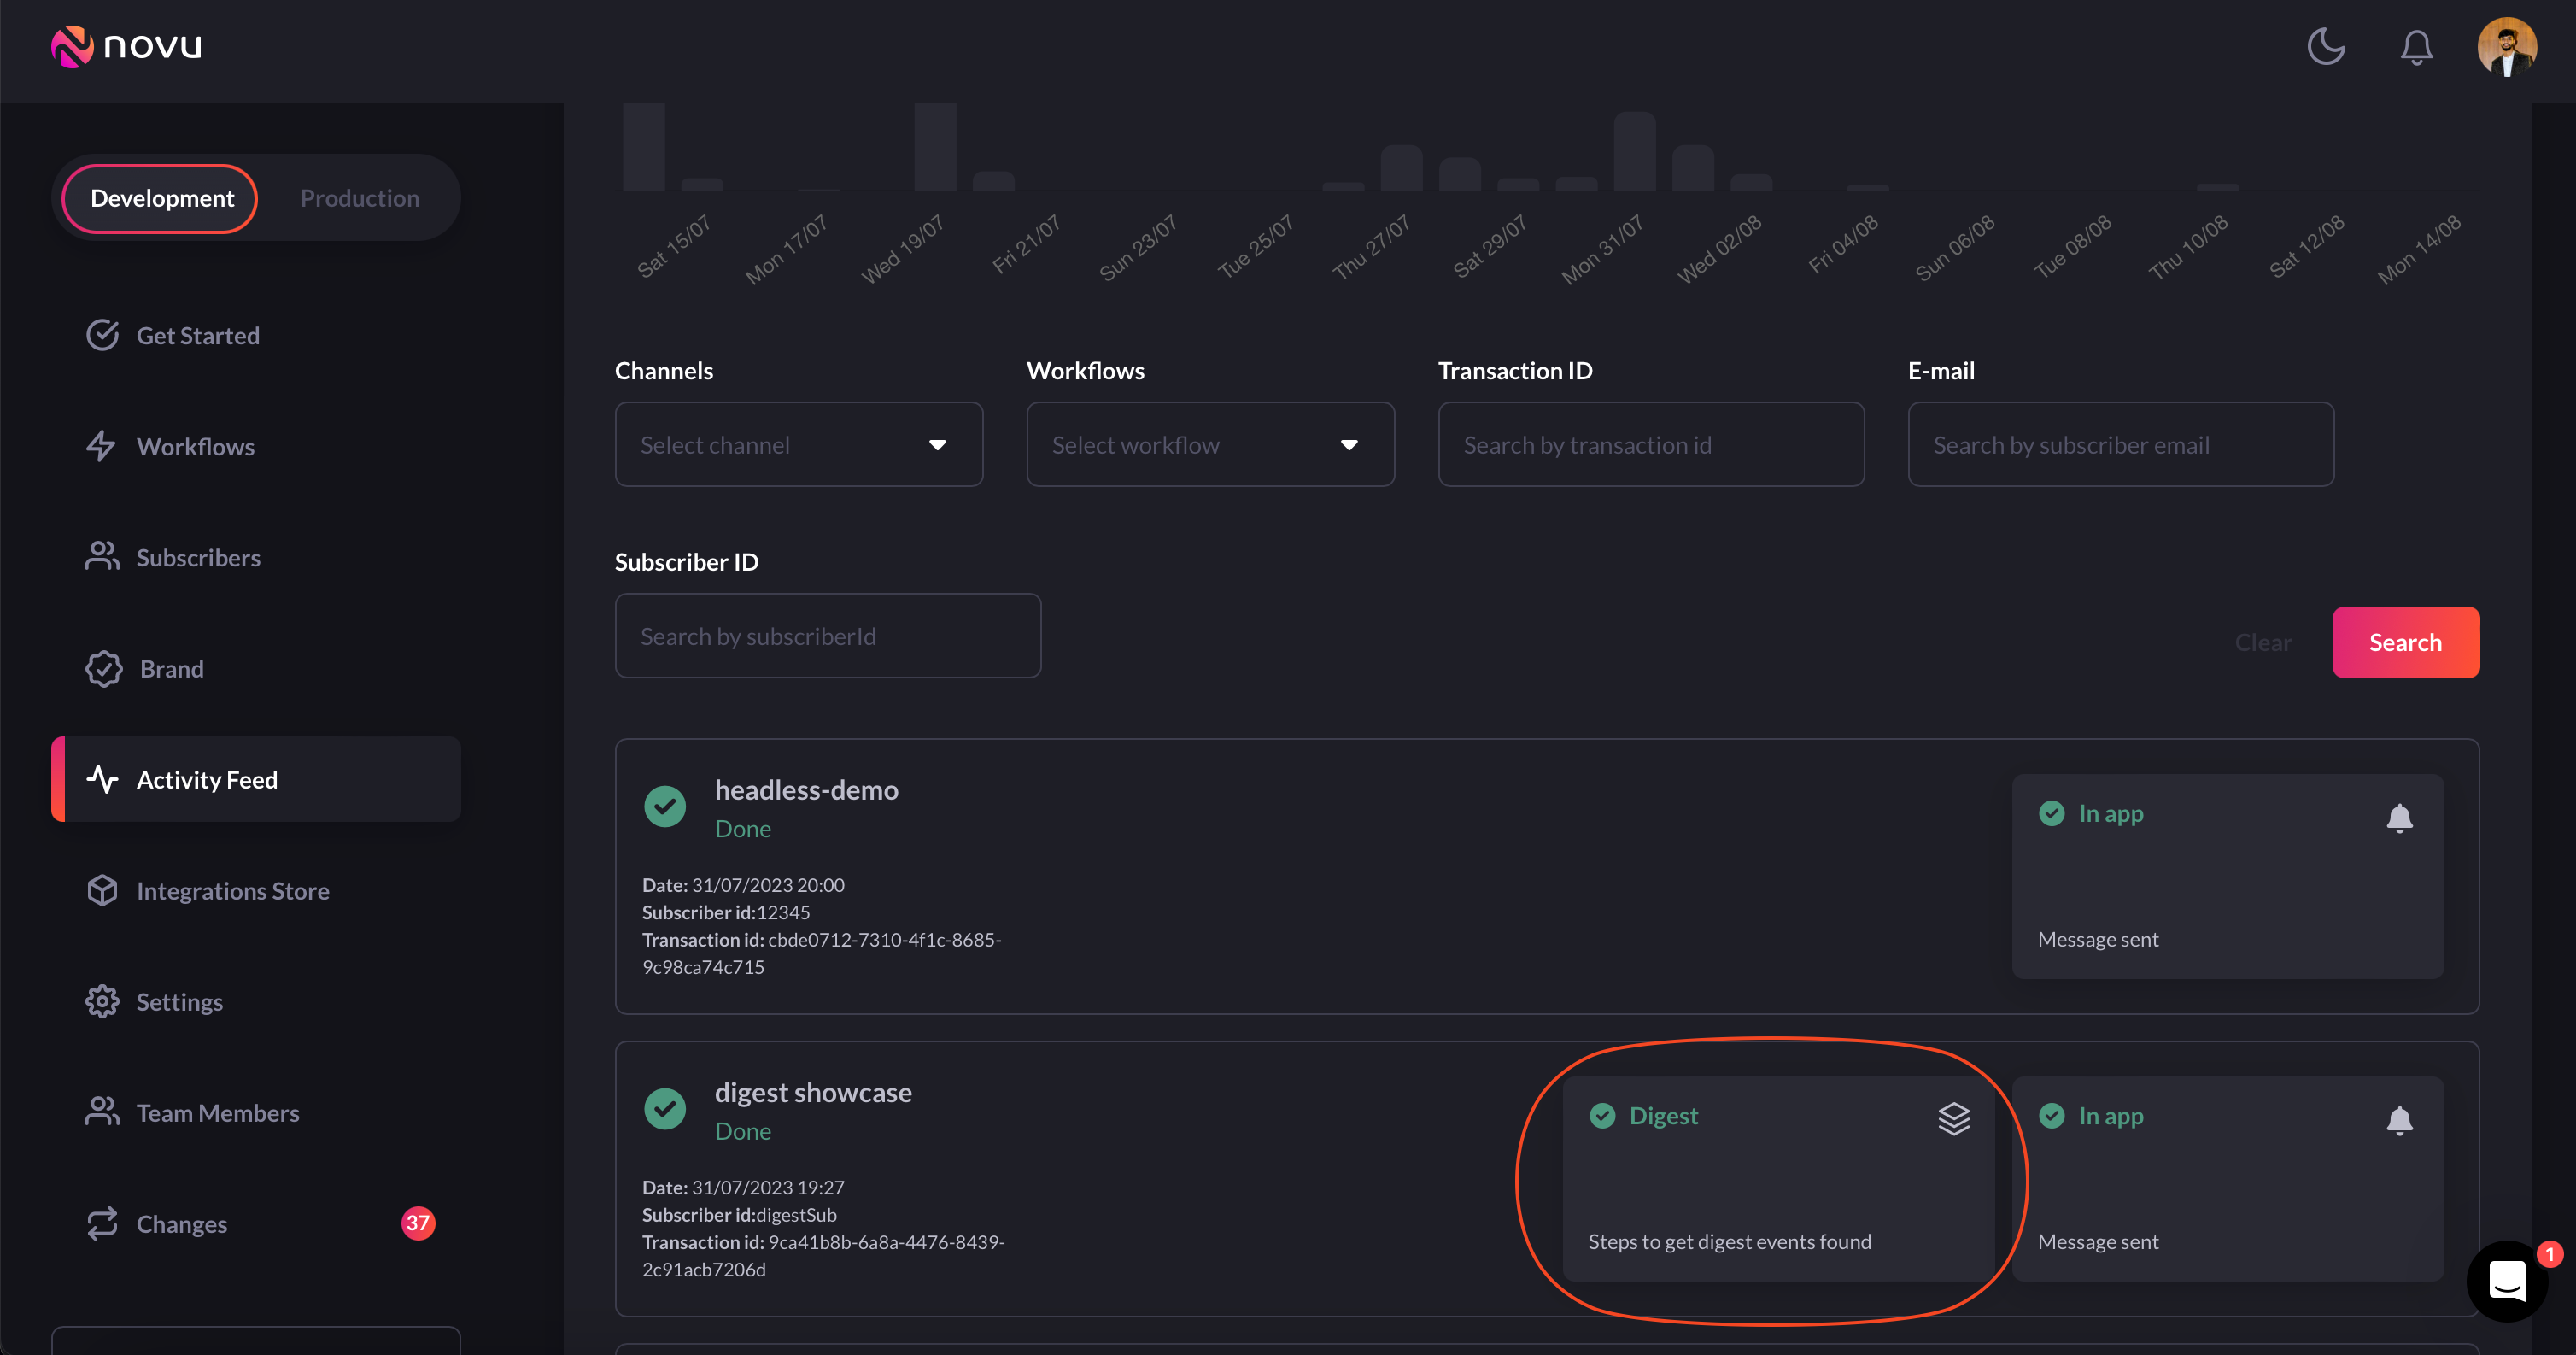 novu
Development Production
Sat 15/07 Mon 17/07 Wed 19/07 Fri 21/07 Sun 23/07 Tue 25/07 Thu 27/07 Sat 29/07 Mon 31/07 Wed 02/08 Fri 04/08 Sun 06/08 Tue 08/08 Thu 10/08 Sat 12/08 Mon 14/08
Get Started
Workflows
Subscribers
Brand
Activity Feed
Integrations Store
Settings
Team Members
Changes 37
Channels Workflows Transaction ID E-mail
Select channel Select workflow Search by transaction id Search by subscriber email
Subscriber ID
Search by subscriberId
Clear Search
headless-demo
Done
Date: 31/07/2023 20:00
Subscriber id:12345
Transaction id: cbde0712-7310-4f1c-8685-
9c98ca74c715
In app
Message sent
digest showcase
Done
Date: 31/07/2023 19:27
Subscriber id:digestSub
Transaction id: 9ca41b8b-6a8a-4476-8439-
2c91acb7206d
Digest
Steps to get digest events found
In app
Message sent
1